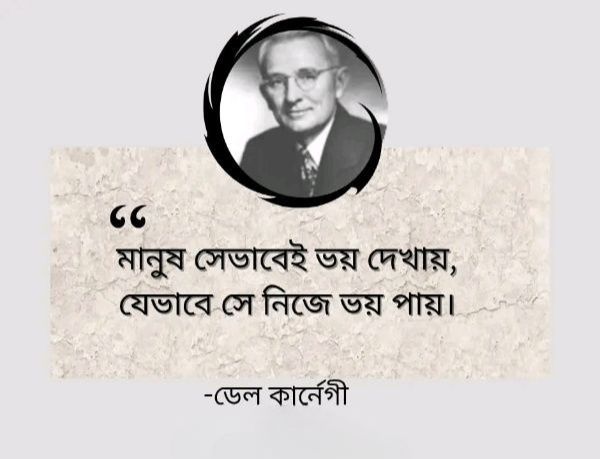 “
মানুষ সেভাবেই ভয় দেখায়,
যেভাবে সে নিজে ভয় পায়।
-ডেল কার্নেগী